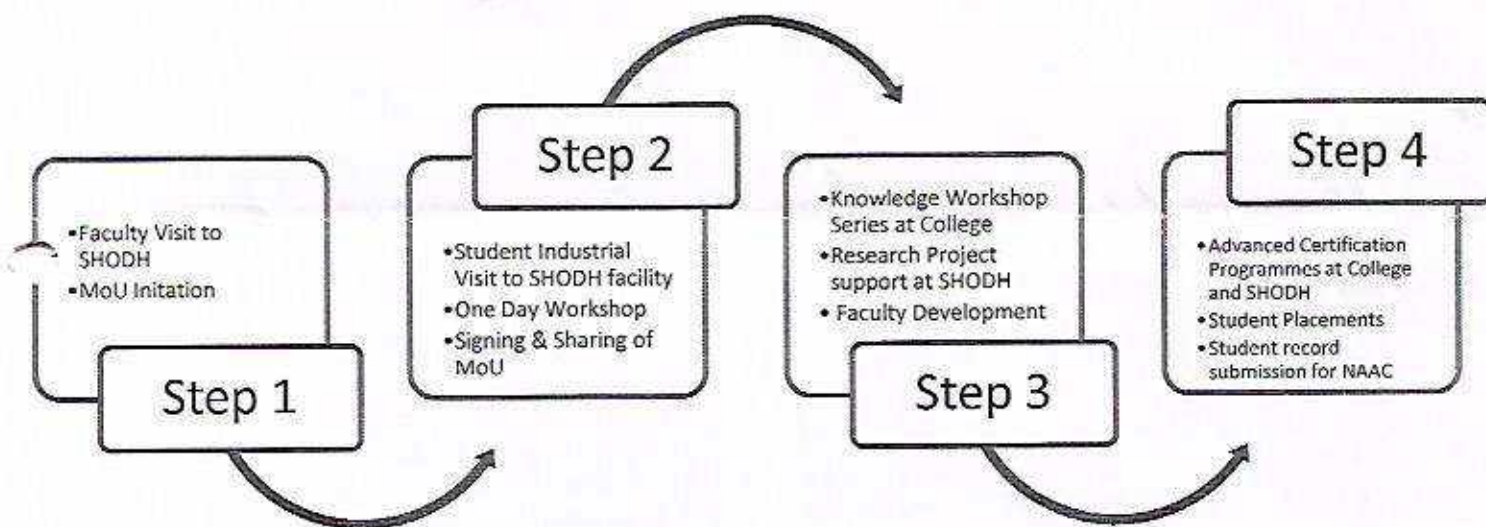 •Faculty Visit to
SHODH
•MoU Initation
Step 1
Step 2
•Student Industrial
Visit to SHODH facility
•One Day Workshop
•Signing & Sharing of
MoU
•Knowledge Workshop
Series at College
•Research Project
support at SHODH
• Faculty Development
Step 3
Step 4
•Advanced Certification
Programmes at College
and SHODH
•Student Placements
•Student record
submission for NAAC